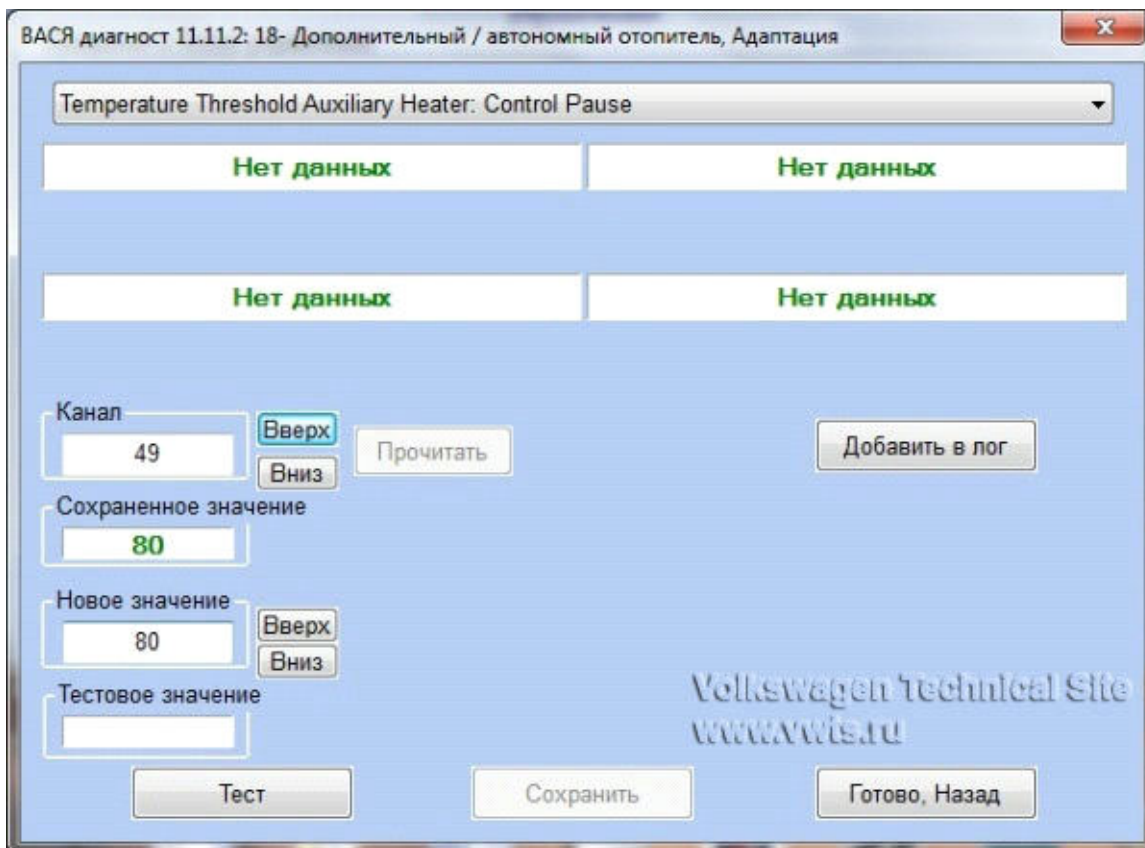 ВАСЯ диагност 11.11.2: 18- Дополнительный / автономный отопитель, Адаптация
Temperature Threshold Auxiliary Heater: Control Pause
Нет данных Нет данных
Нет данных Нет данных
Канал
49
Вверх
Вниз
Прочитать
Добавить в лог
Сохраненное значение
80
Новое значение
80
Вверх
Вниз
Тестовое значение
Volkswagen Technical Site
www.vwts.ru
Тест Сохранить Готово, Назад